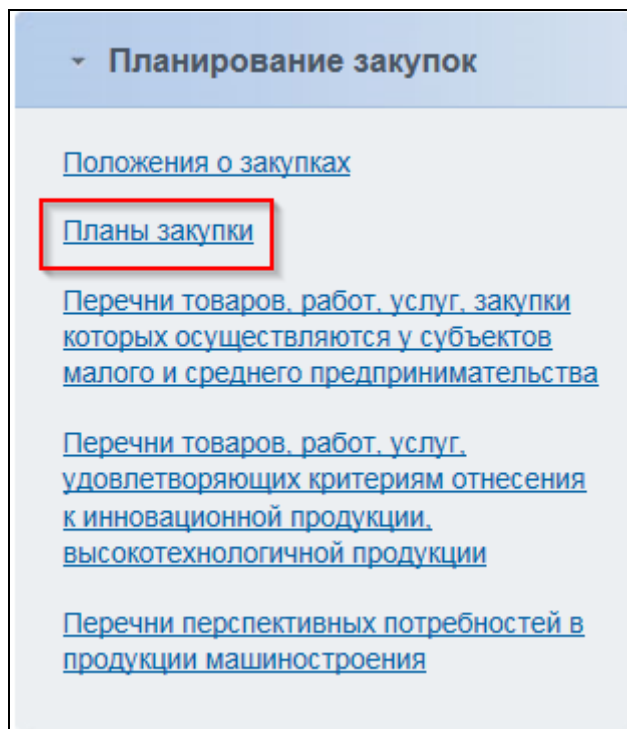 Планирование закупок
Положения о закупках
Планы закупки
Перечни товаров, работ, услуг, закупки
которых осуществляются у субъектов
малого и среднего предпринимательства
Перечни товаров, работ, услуг,
удовлетворяющих критериям отнесения
к инновационной продукции,
высокотехнологичной продукции
Перечни перспективных потребностей в
продукции машиностроения